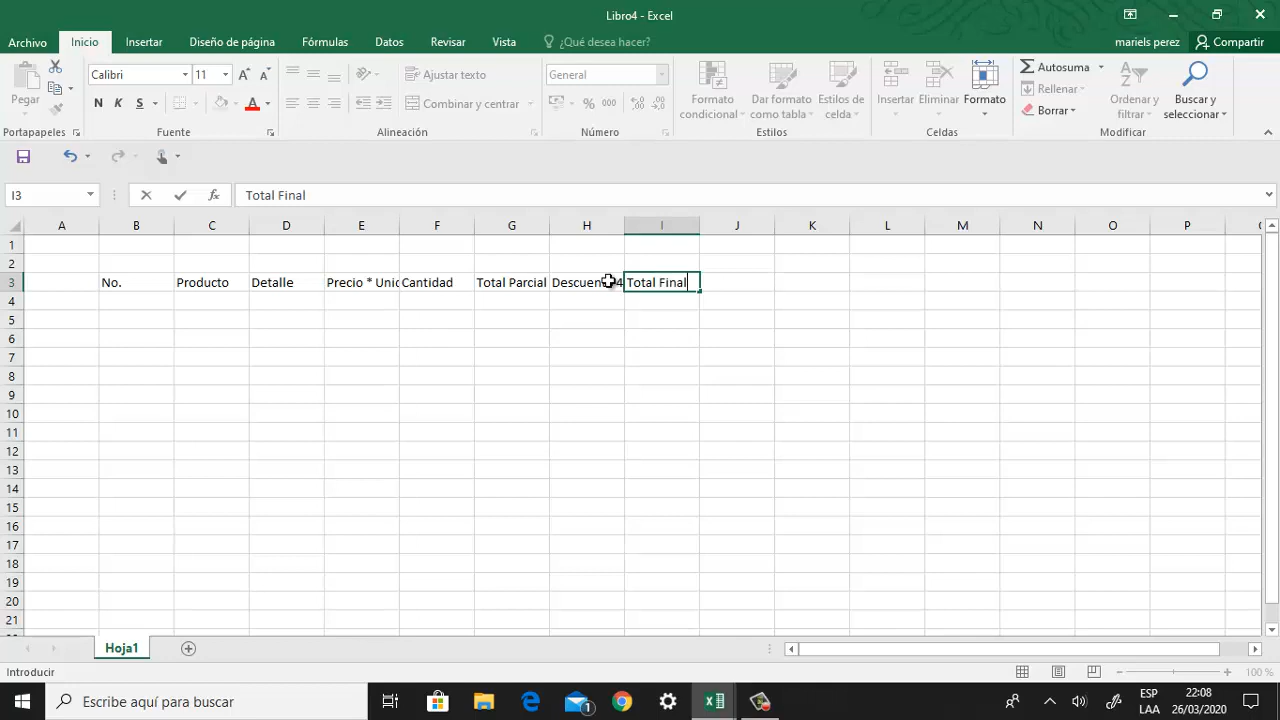 Libro4 - Excel
Archivo Inicio Insertar Diseño de página Fórmulas Datos Revisar Vista ¿Qué desea hacer? mariels perez Compartir
Pegar
Calibri 11
N K S
Ajustar texto
Combinar y centrar
General
% 000
Formato condicional
Dar formato como tabla
Estilos de celda
Insertar Eliminar Formato
Autosuma
Rellenar
Borrar
Ordenar y filtrar
Buscar y seleccionar
Portapapeles Fuente Alineación Número Estilos Celdas Modificar
I3 fx Total Final
A B C D E F G H I J K L M N O P
1
2
3 No. Producto Detalle Precio * Unic Cantidad Total Parcial Total Final
4
5
6
7
8
9
10
11
12
13
14
15
16
17
18
19
20
21
Hoja1
Introducir 100 %
Escribe aquí para buscar 1 ESP 22:08
LAA 26/03/2020